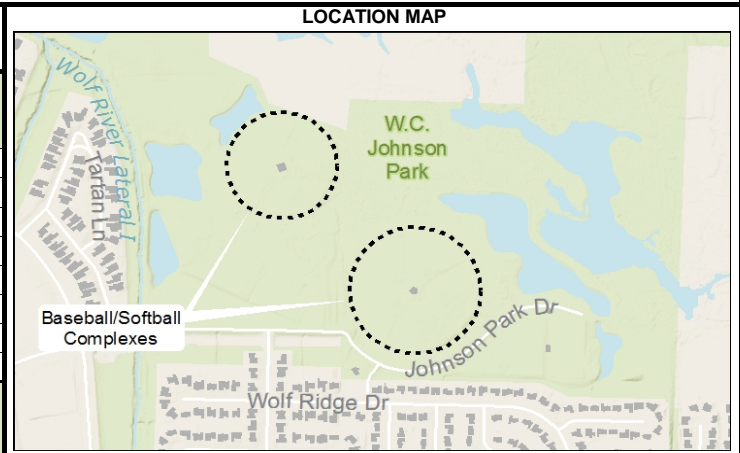 LOCATION MAP
Wolf River Lateral I
Tartan Ln
W.C.
Johnson
Park
Baseball/Softball
Complexes
Johnson Park Dr
Wolf Ridge Dr